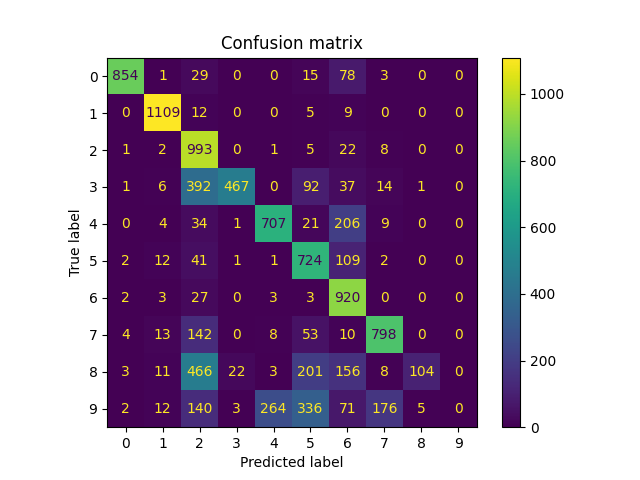 Confusion matrix
0 854 1 29 0 0 15 78 3 0 0
1 0 1109 12 0 0 5 9 0 0 0
2 1 2 993 0 1 5 22 8 0 0
3 1 6 392 467 0 92 37 14 1 0
4 0 4 34 1 707 21 206 9 0 0
5 2 12 41 1 1 724 109 2 0 0
6 2 3 27 0 3 3 920 0 0 0
7 4 13 142 0 8 53 10 798 0 0
8 3 11 466 22 3 201 156 8 104 0
9 2 12 140 3 264 336 71 176 5 0
0 1 2 3 4 5 6 7 8 9
Predicted label
True label
1000
800
600
400
200
0